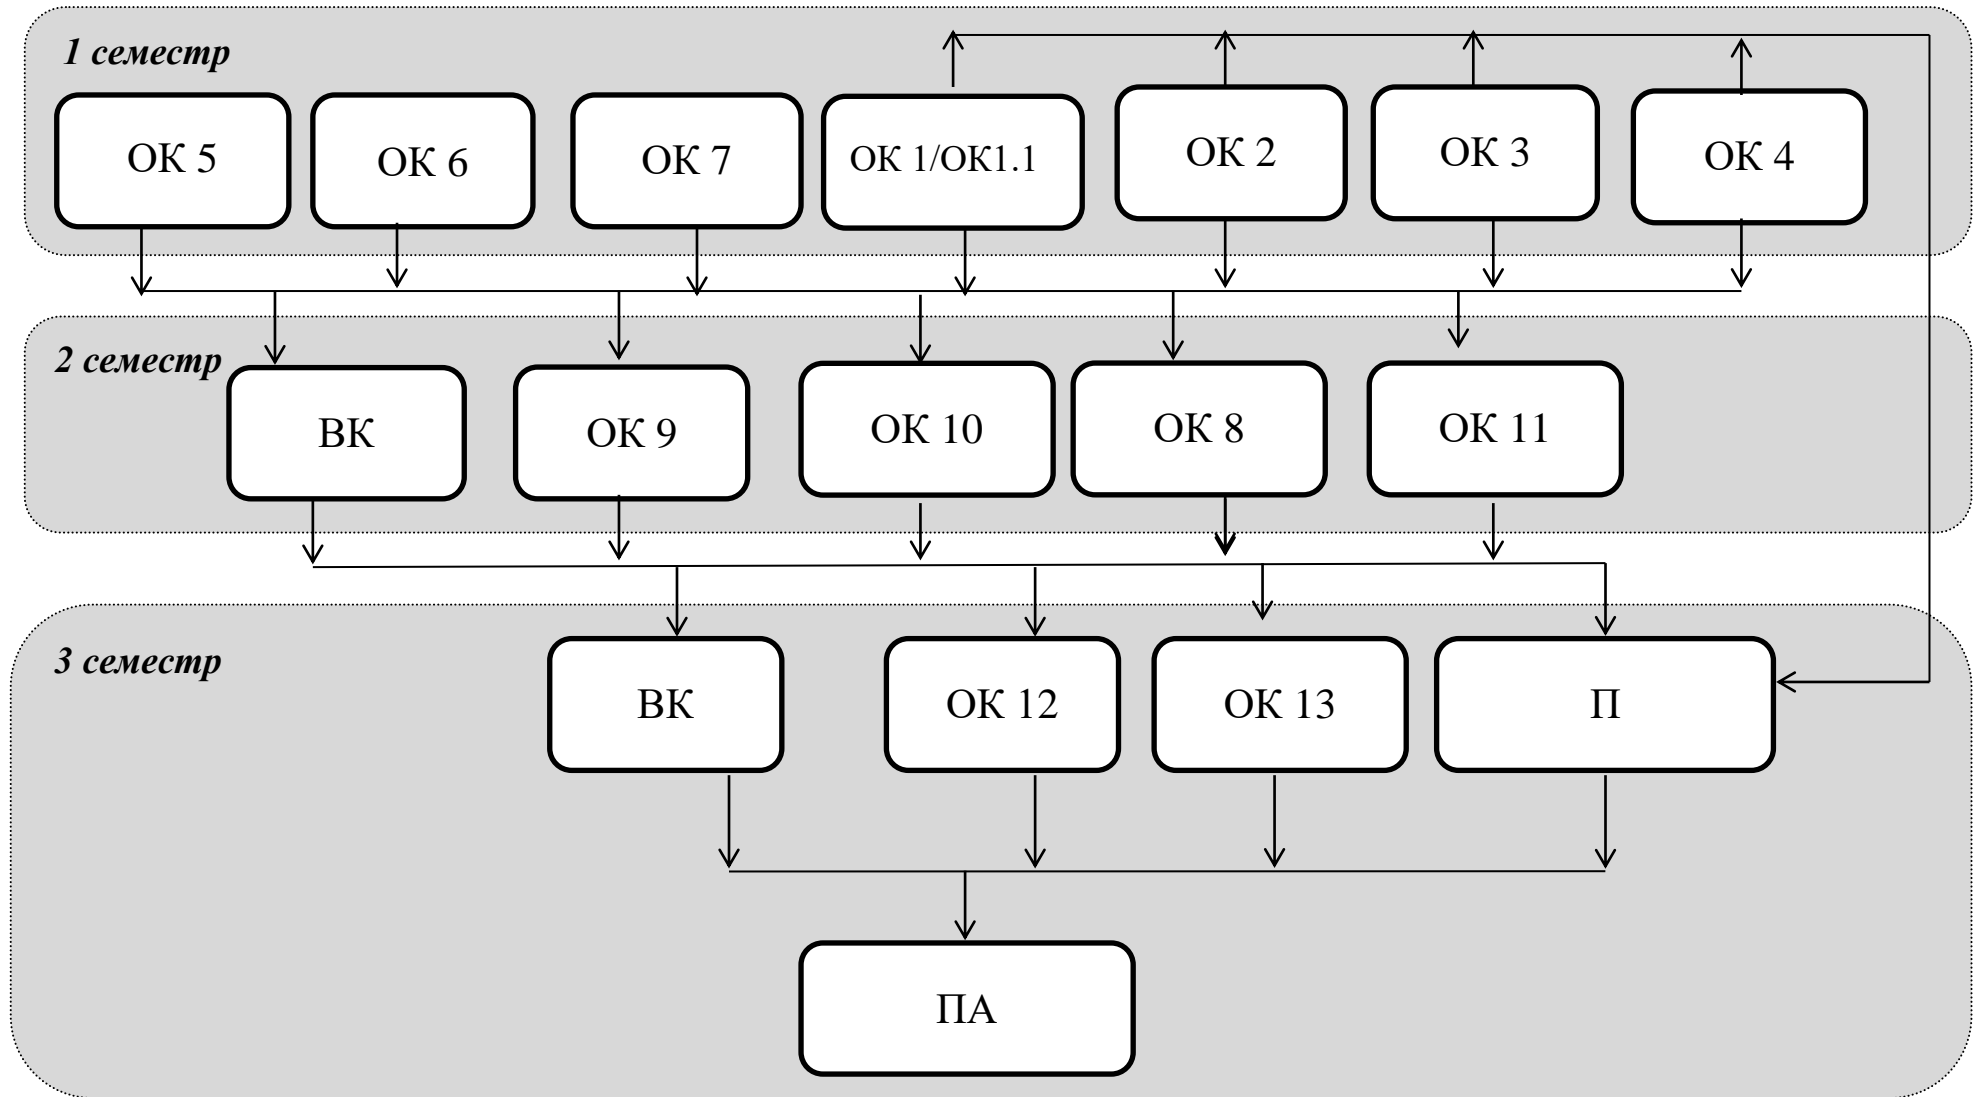 1 семестр
ОК 5
ОК 6
ОК 7
ОК 1/ОК1.1
ОК 2
ОК 3
ОК 4
2 семестр
ВК
ОК 9
ОК 10
ОК 8
ОК 11
3 семестр
ВК
ОК 12
ОК 13
П
ПА